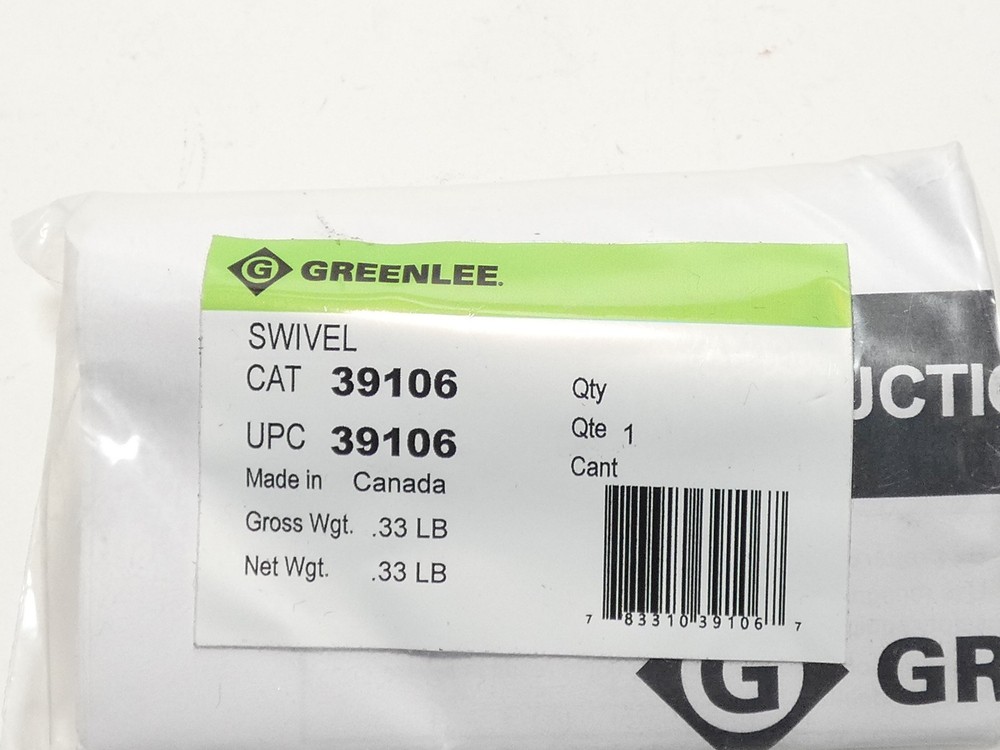 G GREENLEE.
SWIVEL
CAT 39106
UPC 39106
Made in Canada
Gross Wgt. .33 LB
Net Wgt. .33 LB
Qty
Qte 1
Cant
7 83310 39106 7
UCTIO
G GR